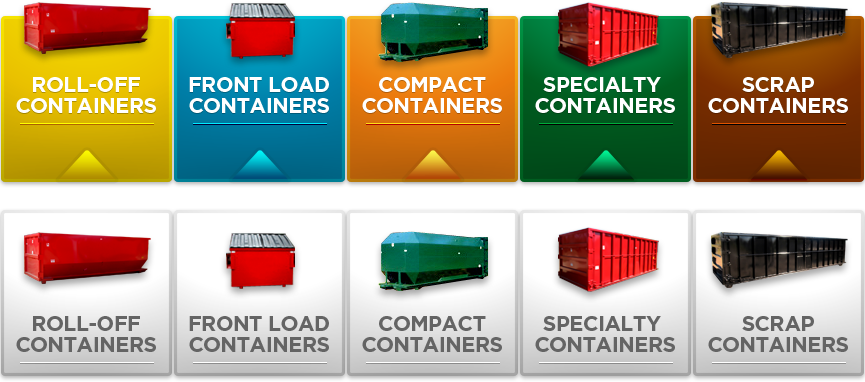 ROLL-OFF
CONTAINERS
FRONT LOAD
CONTAINERS
COMPACT
CONTAINERS
SPECIALTY
CONTAINERS
SCRAP
CONTAINERS
ROLL-OFF
CONTAINERS
FRONT LOAD
CONTAINERS
COMPACT
CONTAINERS
SPECIALTY
CONTAINERS
SCRAP
CONTAINERS